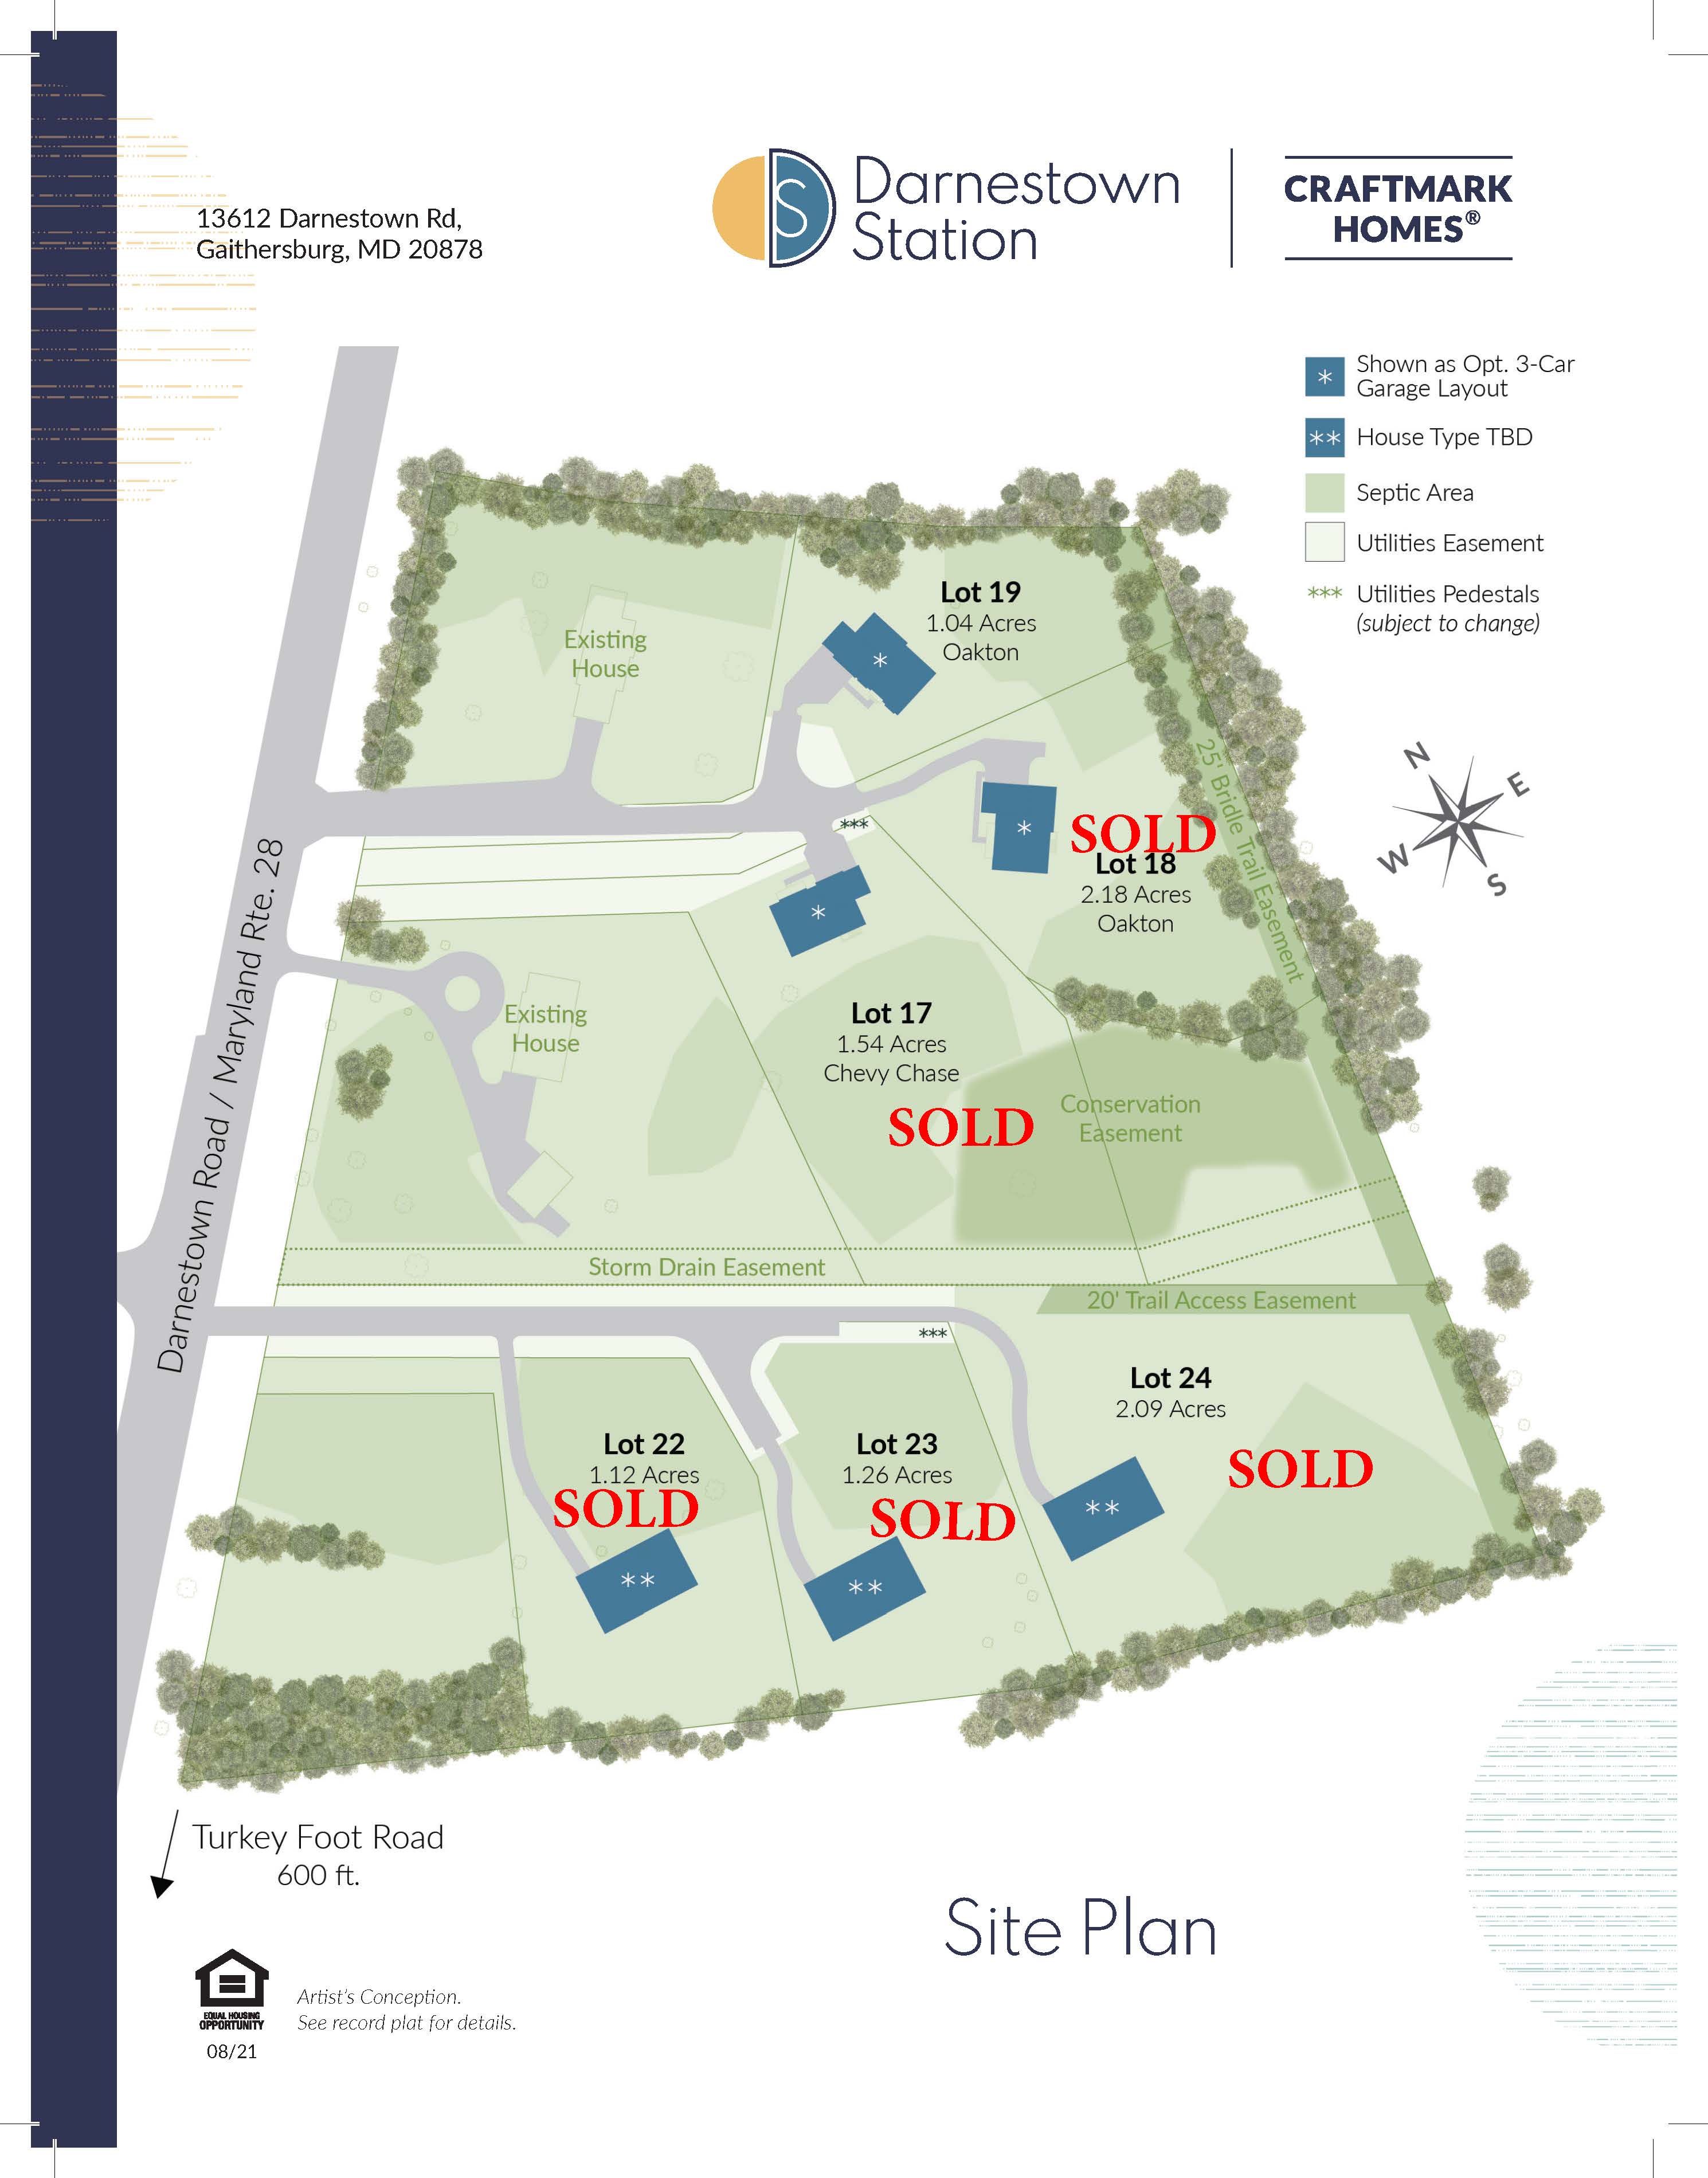 13612 Darnestown Rd,
Gaithersburg, MD 20878
DS
Darnestown
Station
CRAFTMARK
HOMES®
* Shown as Opt. 3-Car
Garage Layout
** House Type TBD
Septic Area
Utilities Easement
*** Utilities Pedestals
(subject to change)
N
E
W
S
Existing
House
Lot 19
1.04 Acres
Oakton
*
*
***
*
SOLD
Lot 18
2.18 Acres
Oakton
25' Bridle Trail Easement
Darnestown Road / Maryland Rte. 28
Existing
House
Lot 17
1.54 Acres
Chevy Chase
SOLD
Conservation
Easement
Storm Drain Easement
20' Trail Access Easement
***
Lot 24
2.09 Acres
SOLD
**
Lot 22
1.12 Acres
SOLD
**
Lot 23
1.26 Acres
SOLD
**
Turkey Foot Road
600 ft.
Site Plan
EQUAL HOUSING
OPPORTUNITY
08/21
Artist's Conception.
See record plat for details.